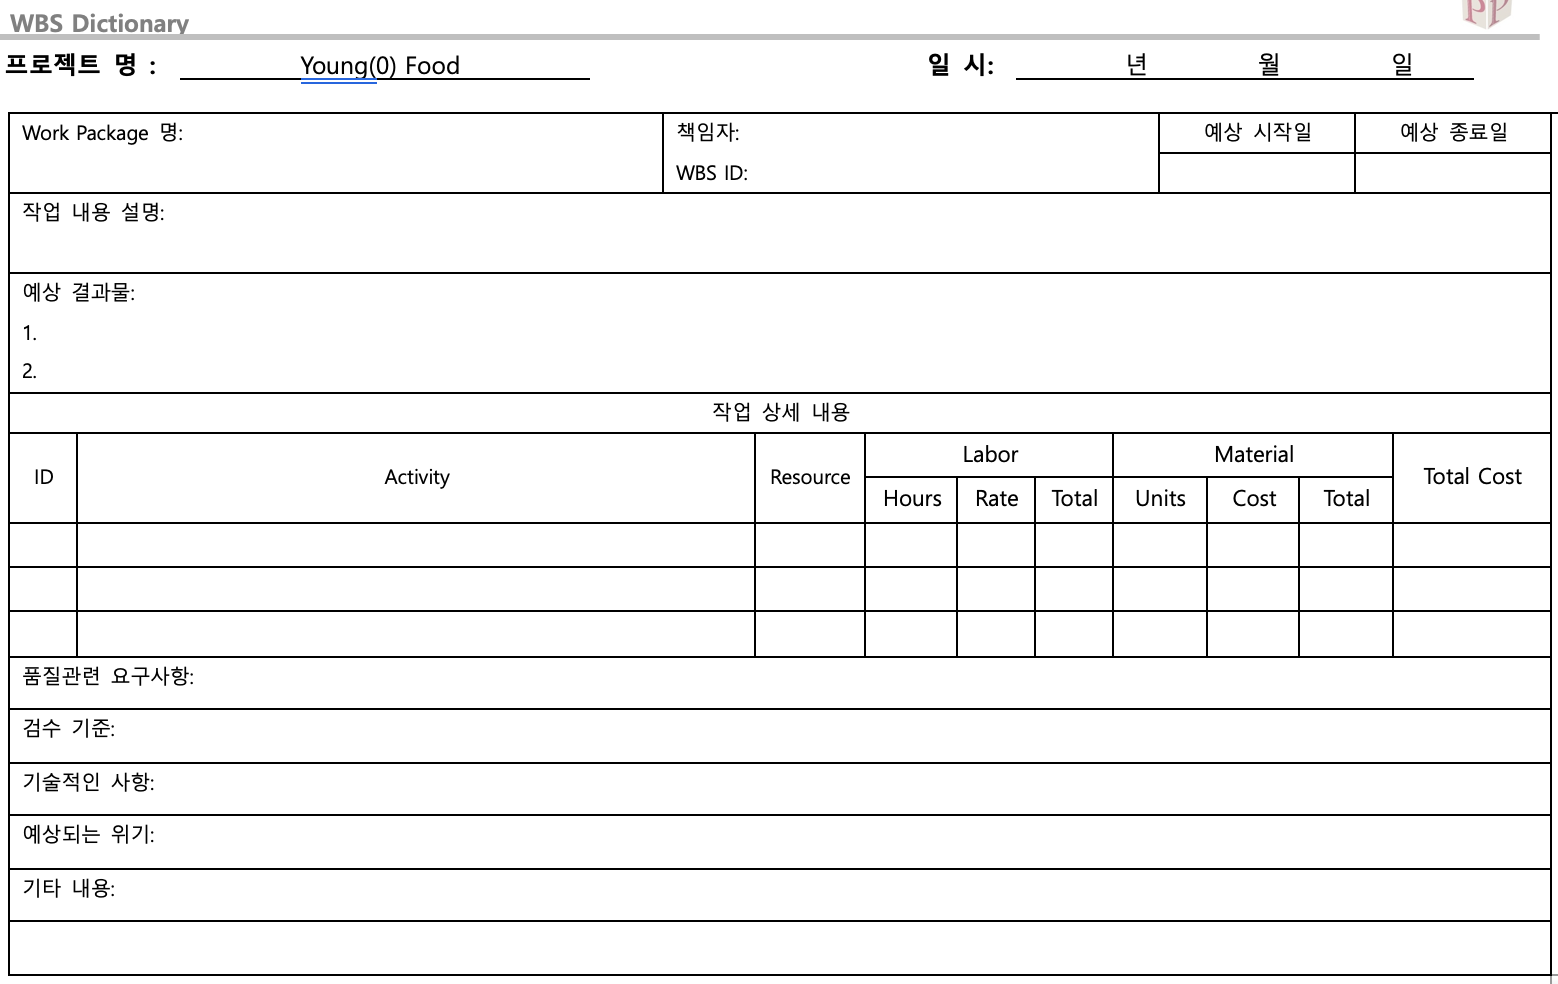 WBS Dictionary
PP
프로젝트 명 : Young(0) Food 일 시: 년 월 일
Work Package 명: 책임자: 예상 시작일 예상 종료일
WBS ID:
작업 내용 설명:
예상 결과물:
1.
2.
작업 상세 내용
ID Activity Resource Labor Material Total Cost
Hours Rate Total Units Cost Total
품질관련 요구사항:
검수 기준:
기술적인 사항:
예상되는 위기:
기타 내용: